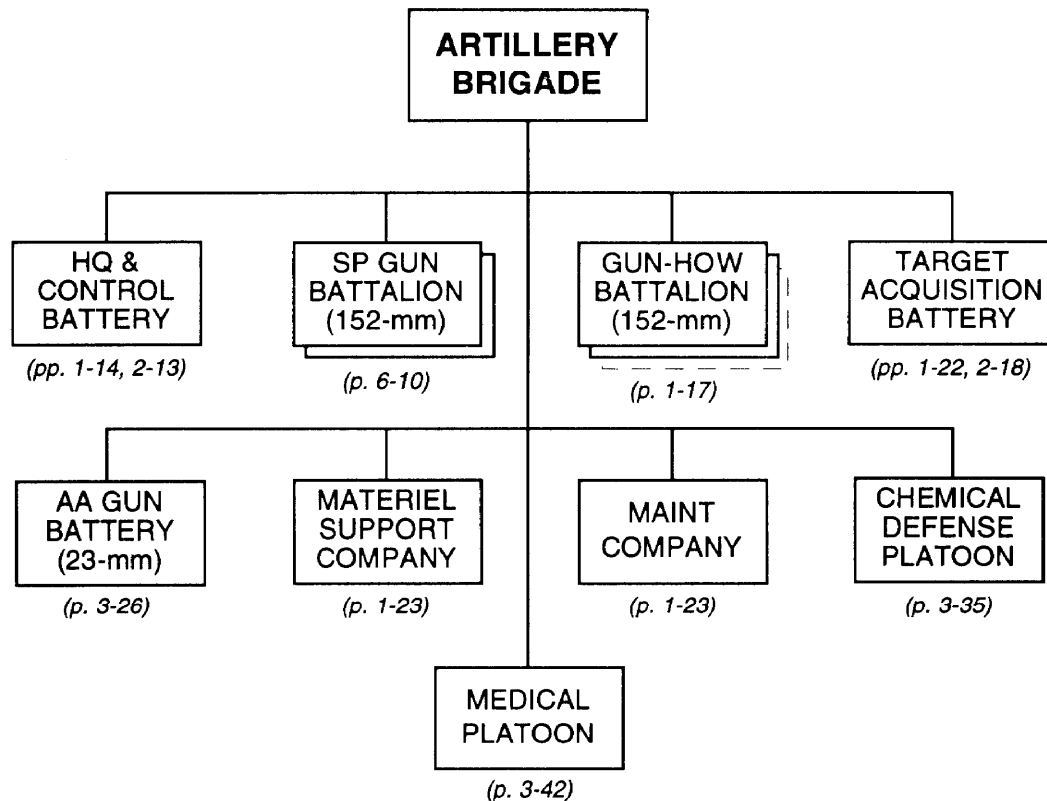 ARTILLERY
BRIGADE
HQ &
CONTROL
BATTERY
(pp. 1-14, 2-13)
SP GUN
BATTALION
(152-mm)
(p. 6-10)
GUN-HOW
BATTALION
(152-mm)
(p. 1-17)
TARGET
ACQUISITION
BATTERY
(pp. 1-22, 2-18)
AA GUN
BATTERY
(23-mm)
(p. 3-26)
MATERIEL
SUPPORT
COMPANY
(p. 1-23)
MAINT
COMPANY
(p. 1-23)
CHEMICAL
DEFENSE
PLATOON
(p. 3-35)
MEDICAL
PLATOON
(p. 3-42)